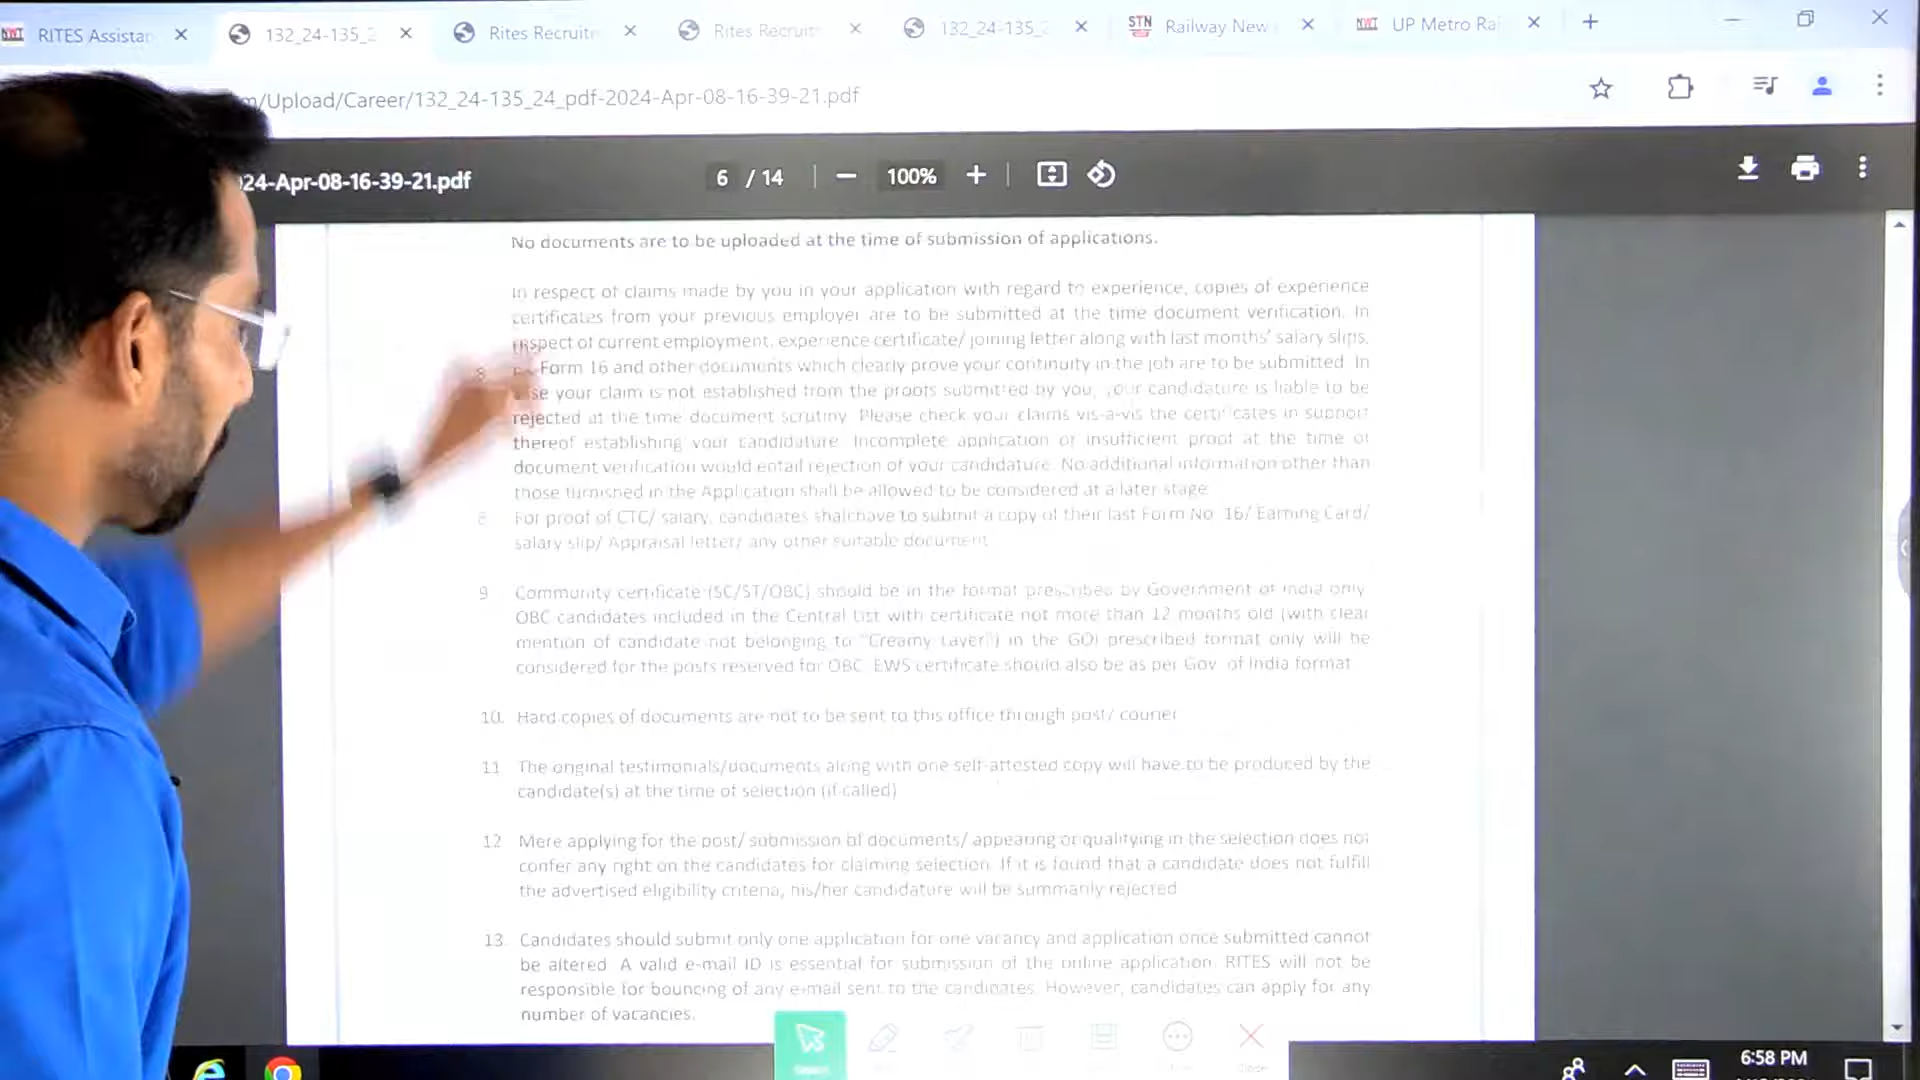 RITES Assistan
132_24-135_2
Rites Recruitm
Rites Recruitm
132_24-135_2
STN
Railway New
NWT
UP Metro Rai
m/Upload/Career/132_24-135_24_pdf-2024-Apr-08-16-39-21.pdf
024-Apr-08-16-39-21.pdf
6 / 14
100%
No documents are to be uploaded at the time of submission of applications.
In respect of claims made by you in your application with regard to experience, copies of experience
certificates from your previous employer are to be submitted at the time document verification. In
respect of current employment, experience certificate/ joining letter along with last months' salary slips,
Form 16 and other documents which clearly prove your continuity in the job are to be submitted. In
your claim is not established from the proofs submitted by you, your candidature is liable to be
rejected at the time document scrutiny. Please check your claims vis-a-vis the certificates in support
thereof establishing your candidature. Incomplete application or insufficient proof at the time of
document verification would entail rejection of your candidature. No additional information other than
those furnished in the Application shall be allowed to be considered at a later stage.
8 For proof of CTC/ salary, candidates shall have to submit a copy of their last Form No. 16/ Earning Card/
salary slip/ Appraisal letter/ any other suitable document
9 Community certificate (SC/ST/OBC) should be in the format prescribed by Government of India only.
OBC candidates included in the Central List with certificate not more than 12 months old (with clear
mention of candidate not belonging to "Creamy Layer") in the GOI prescribed format only will be
considered for the posts reserved for OBC. EWS certificate should also be as per Gov. of India format
10. Hard copies of documents are not to be sent to this office through post/ courier
11 The original testimonials/documents along with one self-attested copy will have to be produced by the
candidate(s) at the time of selection (if called)
12 Mere applying for the post/ submission of documents/ appearing or qualifying in the selection does not
confer any right on the candidates for claiming selection. If it is found that a candidate does not fulfill
the advertised eligibility criteria, his/her candidature will be summarily rejected
13. Candidates should submit only one application for one vacancy and application once submitted cannot
be altered. A valid e-mail ID is essential for submission of the online application. RITES will not be
responsible for bouncing of any e-mail sent to the candidates. However, candidates can apply for any
number of vacancies.
6:58 PM